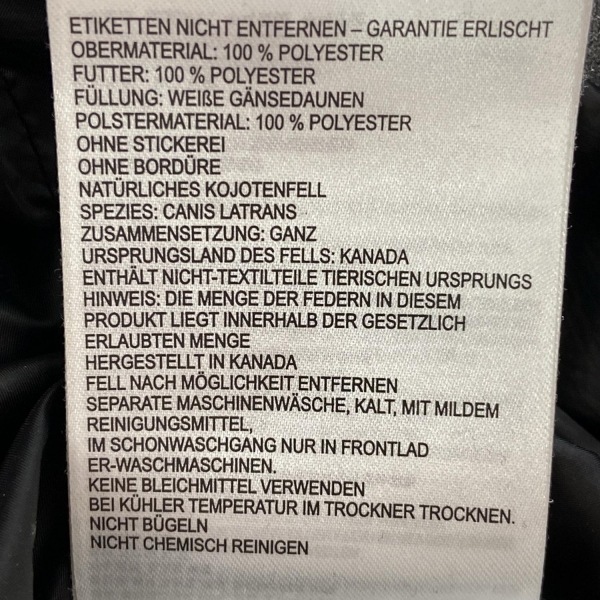 ETIKETTEN NICHT ENTFERNEN – GARANTIE ERLISCHT
OBERMATERIAL: 100 % POLYESTER
FUTTER: 100 % POLYESTER
FÜLLUNG: WEIßE GÄNSEDAUNEN
POLSTERMATERIAL: 100 % POLYESTER
OHNE STICKEREI
OHNE BORDÜRE
NATÜRLICHES KOJOTENFELL
SPEZIES: CANIS LATRANS
ZUSAMMENSETZUNG: GANZ
URSPRUNGSLAND DES FELLS: KANADA
ENTHÄLT NICHT-TEXTILTEILE TIERISCHEN URSPRUNGS
HINWEIS: DIE MENGE DER FEDERN IN DIESEM
PRODUKT LIEGT INNERHALB DER GESETZLICH
ERLAUBTEN MENGE
HERGESTELLT IN KANADA
FELL NACH MÖGLICHKEIT ENTFERNEN
SEPARATE MASCHINENWÄSCHE, KALT, MIT MILDEM
REINIGUNGSMITTEL,
IM SCHONWASCHGANG NUR IN FRONTLAD
ER-WASCHMASCHINEN.
KEINE BLEICHMITTEL VERWENDEN
BEI KÜHLER TEMPERATUR IM TROCKNER TROCKNEN.
NICHT BÜGELN
NICHT CHEMISCH REINIGEN